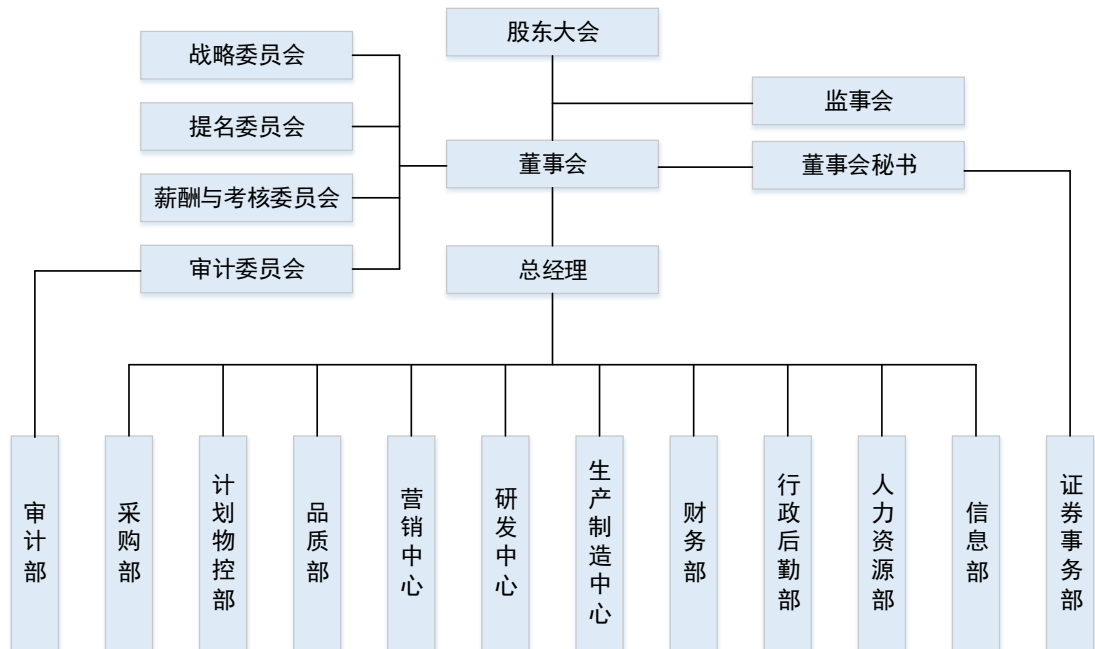 股东大会
战略委员会
监事会
提名委员会
董事会
董事会秘书
薪酬与考核委员会
审计委员会
总经理
审计部
采购部
计划物控部
品质部
营销中心
研发中心
生产制造中心
财务部
行政后勤部
人力资源部
信息部
证券事务部